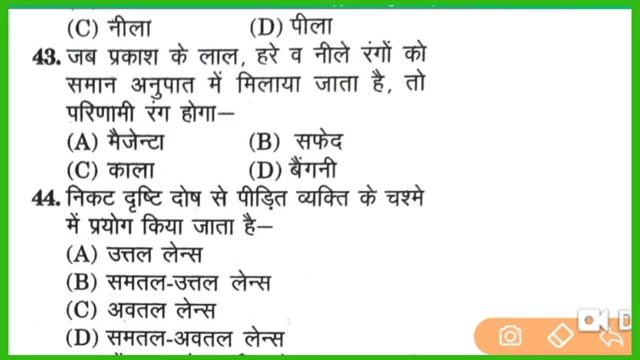 (C) नीला (D) पीला
43. जब प्रकाश के लाल, हरे व नीले रंगों को
समान अनुपात में मिलाया जाता है, तो
परिणामी रंग होगा—
(A) मैजेन्टा (B) सफेद
(C) काला (D) बैंगनी
44. निकट दृष्टि दोष से पीड़ित व्यक्ति के चश्मे
में प्रयोग किया जाता है—
(A) उत्तल लेन्स
(B) समतल-उत्तल लेन्स
(C) अवतल लेन्स
(D) समतल-अवतल लेन्स